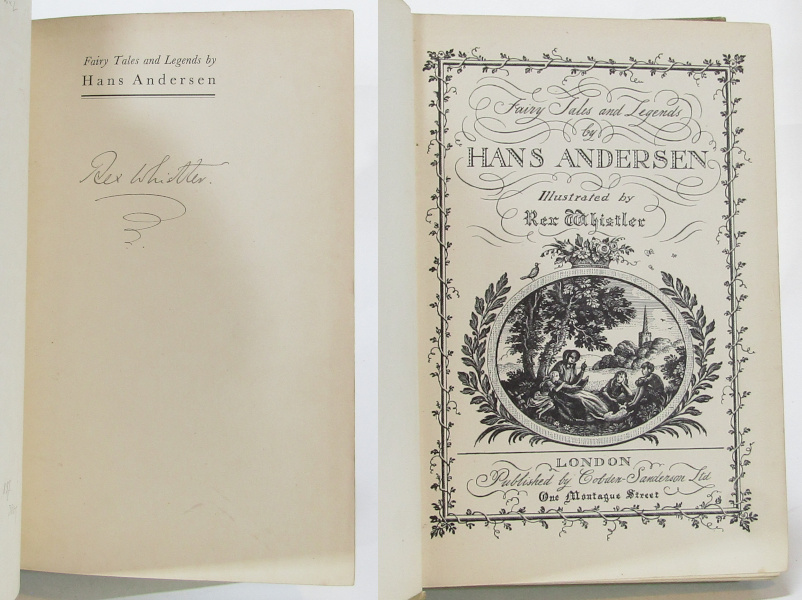 Fairy Tales and Legends by
Hans Andersen
Rex Whistler.
Fairy Tales and Legends
by
HANS ANDERSEN
Illustrated by
Rex Whistler
LONDON
Published by Cobden-Sanderson Ltd
One Montague Street